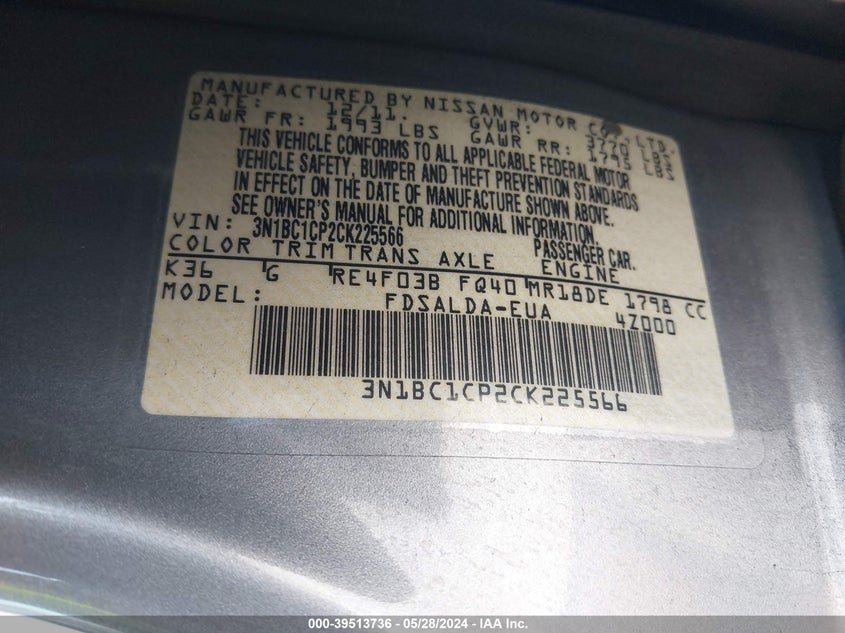 MANUFACTURED BY NISSAN MOTOR CO., LTD.
DATE: 12/11. GVWR: 3770 LBS
GAWR FR: 1993 LBS GAWR RR: 1795 LBS
THIS VEHICLE CONFORMS TO ALL APPLICABLE FEDERAL MOTOR
VEHICLE SAFETY, BUMPER AND THEFT PREVENTION STANDARDS
IN EFFECT ON THE DATE OF MANUFACTURE SHOWN ABOVE.
SEE OWNER'S MANUAL FOR ADDITIONAL INFORMATION.
VIN: 3N1BC1CP2CK225566 PASSENGER CAR.
COLOR TRIM TRANS AXLE ENGINE
K36 G RE4F03B FQ40 MR18DE 1798 CC
MODEL: FDSALDA-EUA 4Z000
3N1BC1CP2CK225566
000-39513736 - 05/28/2024 - IAA Inc.